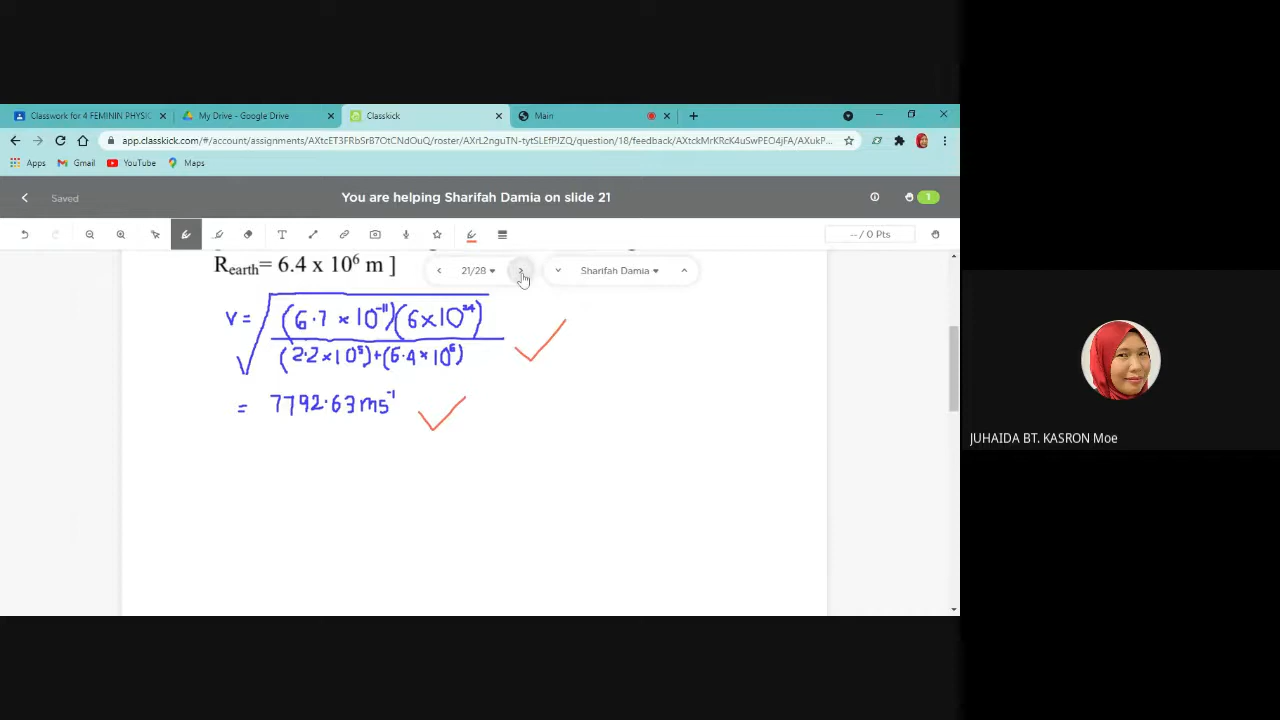 Classwork for 4 FEMININ PHYSIC
My Drive - Google Drive
Classkick
Main
app.classkick.com/#/account/assignments/AXtcET3FRbSrB7OtCNdOuQ/roster/AXrL2nguTN-tytSLEfPJZQ/question/18/feedback/AXtckMrKRcK4uSwPEO4jFA/AXukP...
Apps
Gmail
YouTube
Maps
Saved
You are helping Sharifah Damia on slide 21
1
T
-- / 0 Pts
Rearth= 6.4 x 10⁶ m ]
21/28
Sharifah Damia
v = √(6.7 × 10⁻¹¹)(6 × 10²⁴)
(2.2 × 10⁵) + (6.4 × 10⁶)
= 7792.63 ms⁻¹
JUHAIDA BT. KASRON Moe